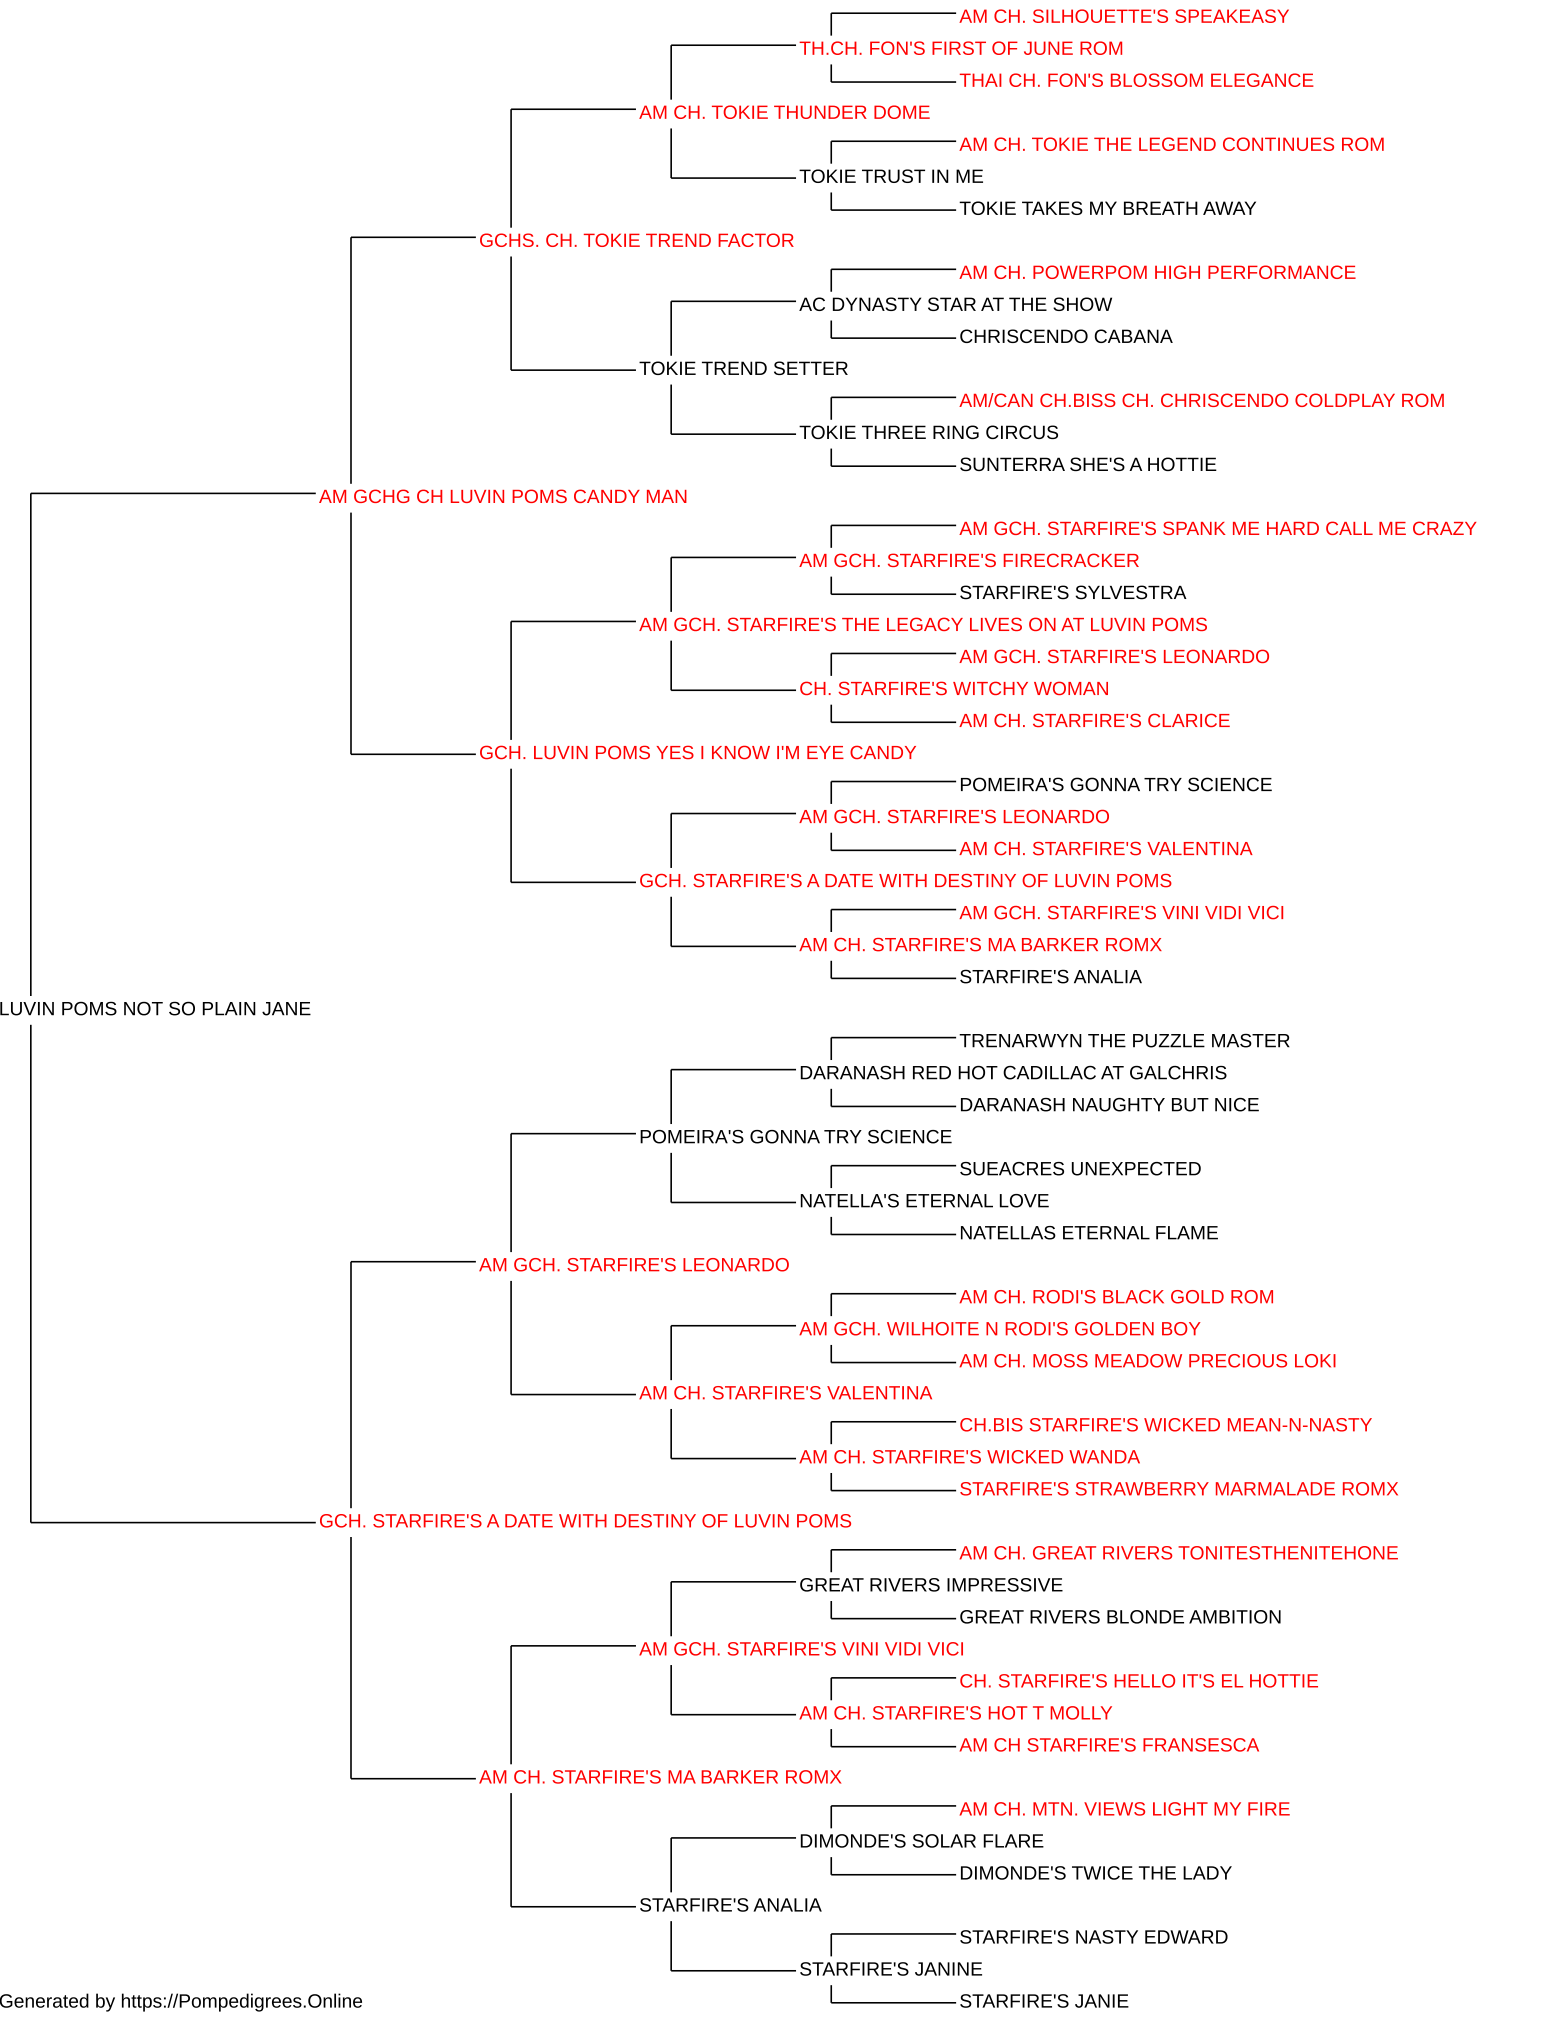 AM CH. SILHOUETTE'S SPEAKEASY
TH.CH. FON'S FIRST OF JUNE ROM
THAI CH. FON'S BLOSSOM ELEGANCE
AM CH. TOKIE THUNDER DOME
AM CH. TOKIE THE LEGEND CONTINUES ROM
TOKIE TRUST IN ME
TOKIE TAKES MY BREATH AWAY
GCHS. CH. TOKIE TREND FACTOR
AM CH. POWERPOM HIGH PERFORMANCE
AC DYNASTY STAR AT THE SHOW
CHRISCENDO CABANA
TOKIE TREND SETTER
AM/CAN CH.BISS CH. CHRISCENDO COLDPLAY ROM
TOKIE THREE RING CIRCUS
SUNTERRA SHE'S A HOTTIE
AM GCHG CH LUVIN POMS CANDY MAN
AM GCH. STARFIRE'S SPANK ME HARD CALL ME CRAZY
AM GCH. STARFIRE'S FIRECRACKER
STARFIRE'S SYLVESTRA
AM GCH. STARFIRE'S THE LEGACY LIVES ON AT LUVIN POMS
AM GCH. STARFIRE'S LEONARDO
CH. STARFIRE'S WITCHY WOMAN
AM CH. STARFIRE'S CLARICE
GCH. LUVIN POMS YES I KNOW I'M EYE CANDY
POMEIRA'S GONNA TRY SCIENCE
AM GCH. STARFIRE'S LEONARDO
AM CH. STARFIRE'S VALENTINA
GCH. STARFIRE'S A DATE WITH DESTINY OF LUVIN POMS
AM GCH. STARFIRE'S VINI VIDI VICI
AM CH. STARFIRE'S MA BARKER ROMX
STARFIRE'S ANALIA
LUVIN POMS NOT SO PLAIN JANE
TRENARWYN THE PUZZLE MASTER
DARANASH RED HOT CADILLAC AT GALCHRIS
DARANASH NAUGHTY BUT NICE
POMEIRA'S GONNA TRY SCIENCE
SUEACRES UNEXPECTED
NATELLA'S ETERNAL LOVE
NATELLAS ETERNAL FLAME
AM GCH. STARFIRE'S LEONARDO
AM CH. RODI'S BLACK GOLD ROM
AM GCH. WILHOITE N RODI'S GOLDEN BOY
AM CH. MOSS MEADOW PRECIOUS LOKI
AM CH. STARFIRE'S VALENTINA
CH.BIS STARFIRE'S WICKED MEAN-N-NASTY
AM CH. STARFIRE'S WICKED WANDA
STARFIRE'S STRAWBERRY MARMALADE ROMX
GCH. STARFIRE'S A DATE WITH DESTINY OF LUVIN POMS
AM CH. GREAT RIVERS TONITESTHENITEHONE
GREAT RIVERS IMPRESSIVE
GREAT RIVERS BLONDE AMBITION
AM GCH. STARFIRE'S VINI VIDI VICI
CH. STARFIRE'S HELLO IT'S EL HOTTIE
AM CH. STARFIRE'S HOT T MOLLY
AM CH STARFIRE'S FRANSESCA
AM CH. STARFIRE'S MA BARKER ROMX
AM CH. MTN. VIEWS LIGHT MY FIRE
DIMONDE'S SOLAR FLARE
DIMONDE'S TWICE THE LADY
STARFIRE'S ANALIA
STARFIRE'S NASTY EDWARD
STARFIRE'S JANINE
STARFIRE'S JANIE
Generated by https://Pompedigrees.Online